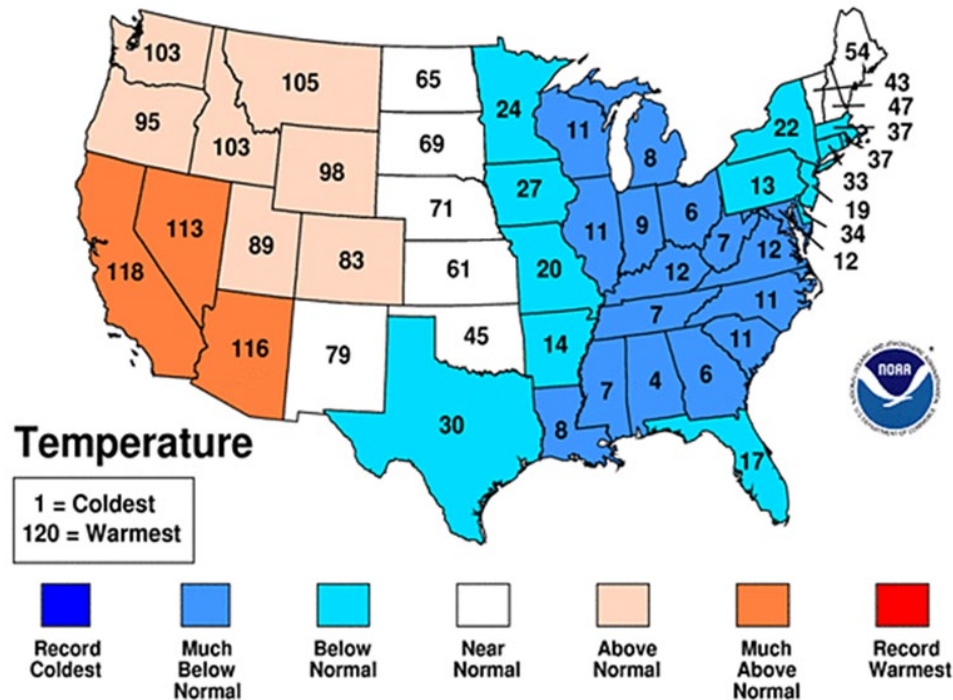 103
105
65
24
54
43
47
95
103
98
69
11
8
22
37
37
33
19
34
12
113
89
83
71
27
11
9
6
13
7
12
118
61
20
12
11
116
79
45
14
7
11
30
8
7
4
6
17
NOAA
Temperature
1 = Coldest
120 = Warmest
Record
Coldest
Much
Below
Normal
Below
Normal
Near
Normal
Above
Normal
Much
Above
Normal
Record
Warmest